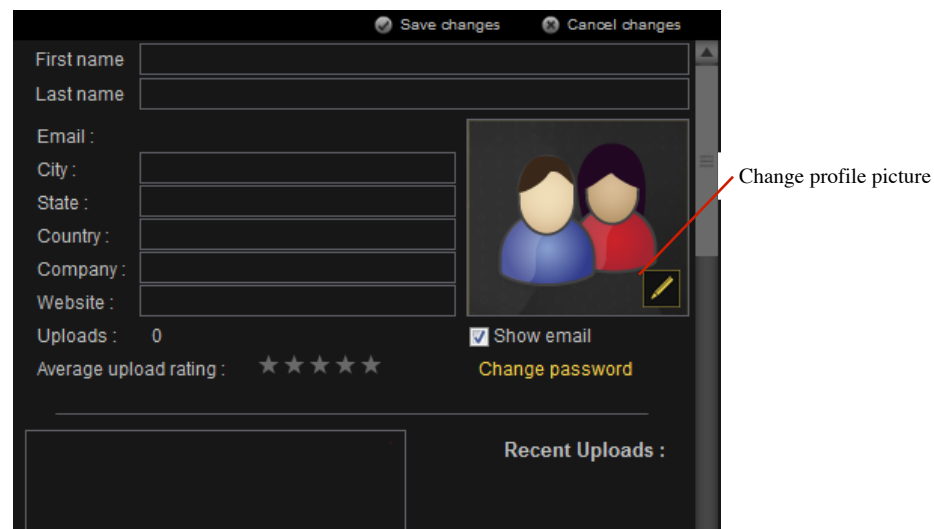 Save changes Cancel changes
First name
Last name
Email :
City :
State :
Country :
Company :
Website :
Uploads : 0
Average upload rating :
Change profile picture
Show email
Change password
Recent Uploads :